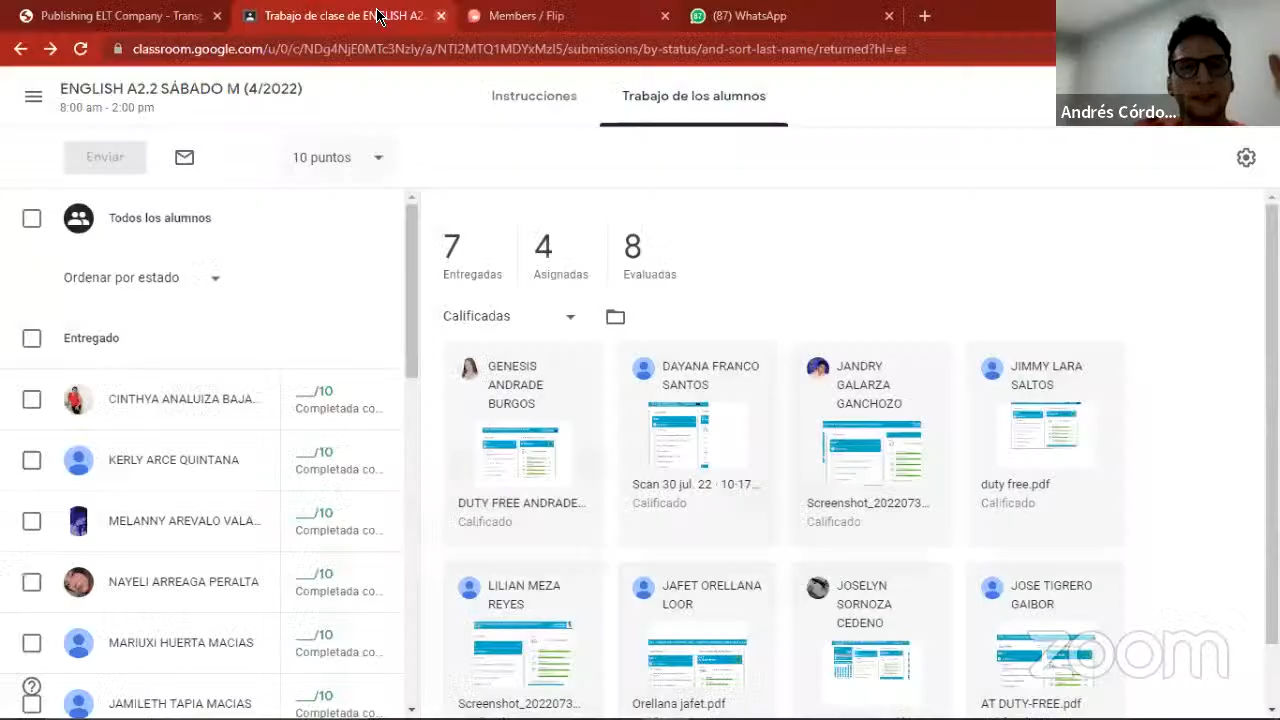 Publishing ELT Company - Trans
Trabajo de clase de ENGLISH A2.
Members / Flip
(87) WhatsApp
classroom.google.com/u/0/c/NDg4NjE0MTc3Nzly/a/NTI2MTQ1MDYxMzI5/submissions/by-status/and-sort-last-name/returned?hl=es
ENGLISH A2.2 SÁBADO M (4/2022)
8:00 am - 2:00 pm
Instrucciones
Trabajo de los alumnos
Andrés Córdo...
Enviar
10 puntos
Todos los alumnos
Ordenar por estado
Entregado
CINTHYA ANALUIZA BAJA...
__/10
Completada co...
KERLY ARCE QUINTANA
__/10
Completada co...
MELANNY AREVALO VALA...
__/10
Completada co...
NAYELI ARREAGA PERALTA
__/10
Completada co...
MARIUXI HUERTA MACIAS
__/10
Completada co...
JAMILETH TAPIA MACIAS
__/10
Completada co...
7
Entregadas
4
Asignadas
8
Evaluadas
Calificadas
GENESIS
ANDRADE
BURGOS
DUTY FREE ANDRADE...
Calificado
DAYANA FRANCO
SANTOS
Scan 30 jul. 22 · 10·17...
Calificado
JANDRY
GALARZA
GANCHOZO
Screenshot_2022073...
Calificado
JIMMY LARA
SALTOS
duty free.pdf
Calificado
LILIAN MEZA
REYES
Screenshot_202073...
JAFET ORELLANA
LOOR
Orellana jafet.pdf
JOSELYN
SORNOZA
CEDENO
JOSE TIGRERO
GAIBOR
AT DUTY-FREE.pdf
zoom